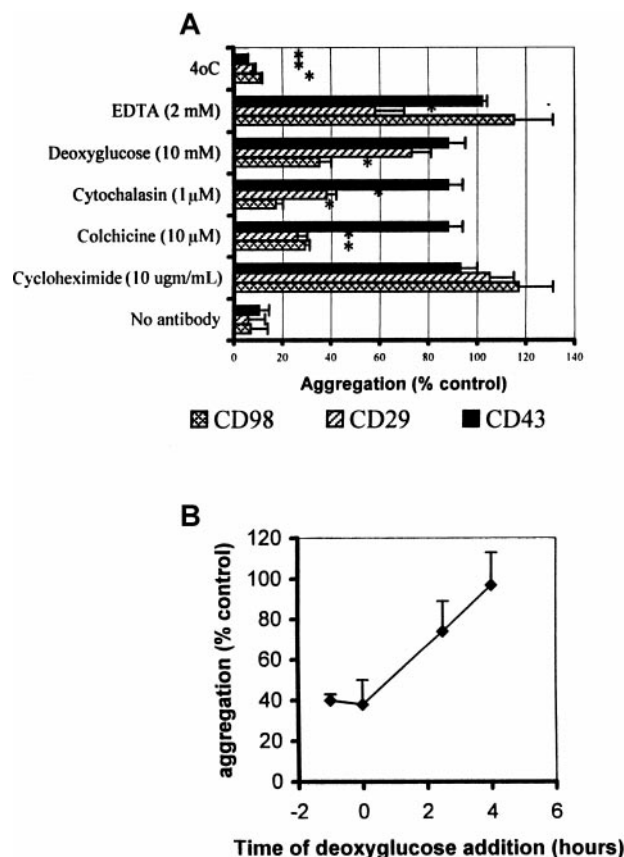 A
4oC
EDTA (2 mM)
Deoxyglucose (10 mM)
Cytochalasin (1µM)
Colchicine (10 µM)
Cycloheximide (10 ugm/mL)
No antibody
0 20 40 60 80 100 120 140
Aggregation (% control)
CD98 CD29 CD43
B
120
100
80
60
40
20
0
aggregation (% control)
-2 0 2 4 6
Time of deoxyglucose addition (hours)